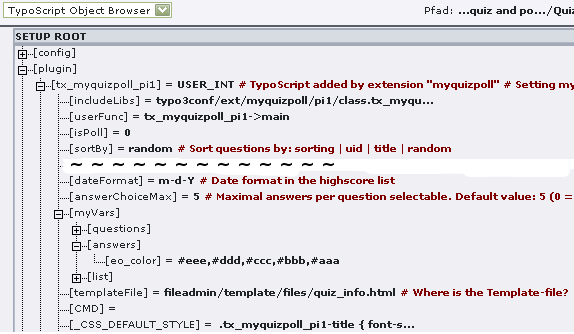 TypoScript Object Browser
Pfad: ...quiz and po.../Quiz
SETUP ROOT
[config]
[plugin]
[tx_myquizpoll_pi1] = USER_INT # TypoScript added by extension "myquizpoll" # Setting my
[includeLibs] = typo3conf/ext/myquizpoll/pi1/class.tx_myqu...
[userFunc] = tx_myquizpoll_pi1->main
[isPoll] = 0
[sortBy] = random # Sort questions by: sorting | uid | title | random
~ ~ ~ ~ ~ ~ ~ ~ ~ ~ ~ ~ ~
[dateFormat] = m-d-Y # Date format in the highscore list
[answerChoiceMax] = 5 # Maximal answers per question selectable. Default value: 5 (0 =
[myVars]
[questions]
[answers]
[eo_color] = #eee,#ddd,#ccc,#bbb,#aaa
[list]
[templateFile] = fileadmin/template/files/quiz_info.html # Where is the Template-file?
[CMD] =
[_CSS_DEFAULT_STYLE] = .tx_myquizpoll_pi1-title { font-s...